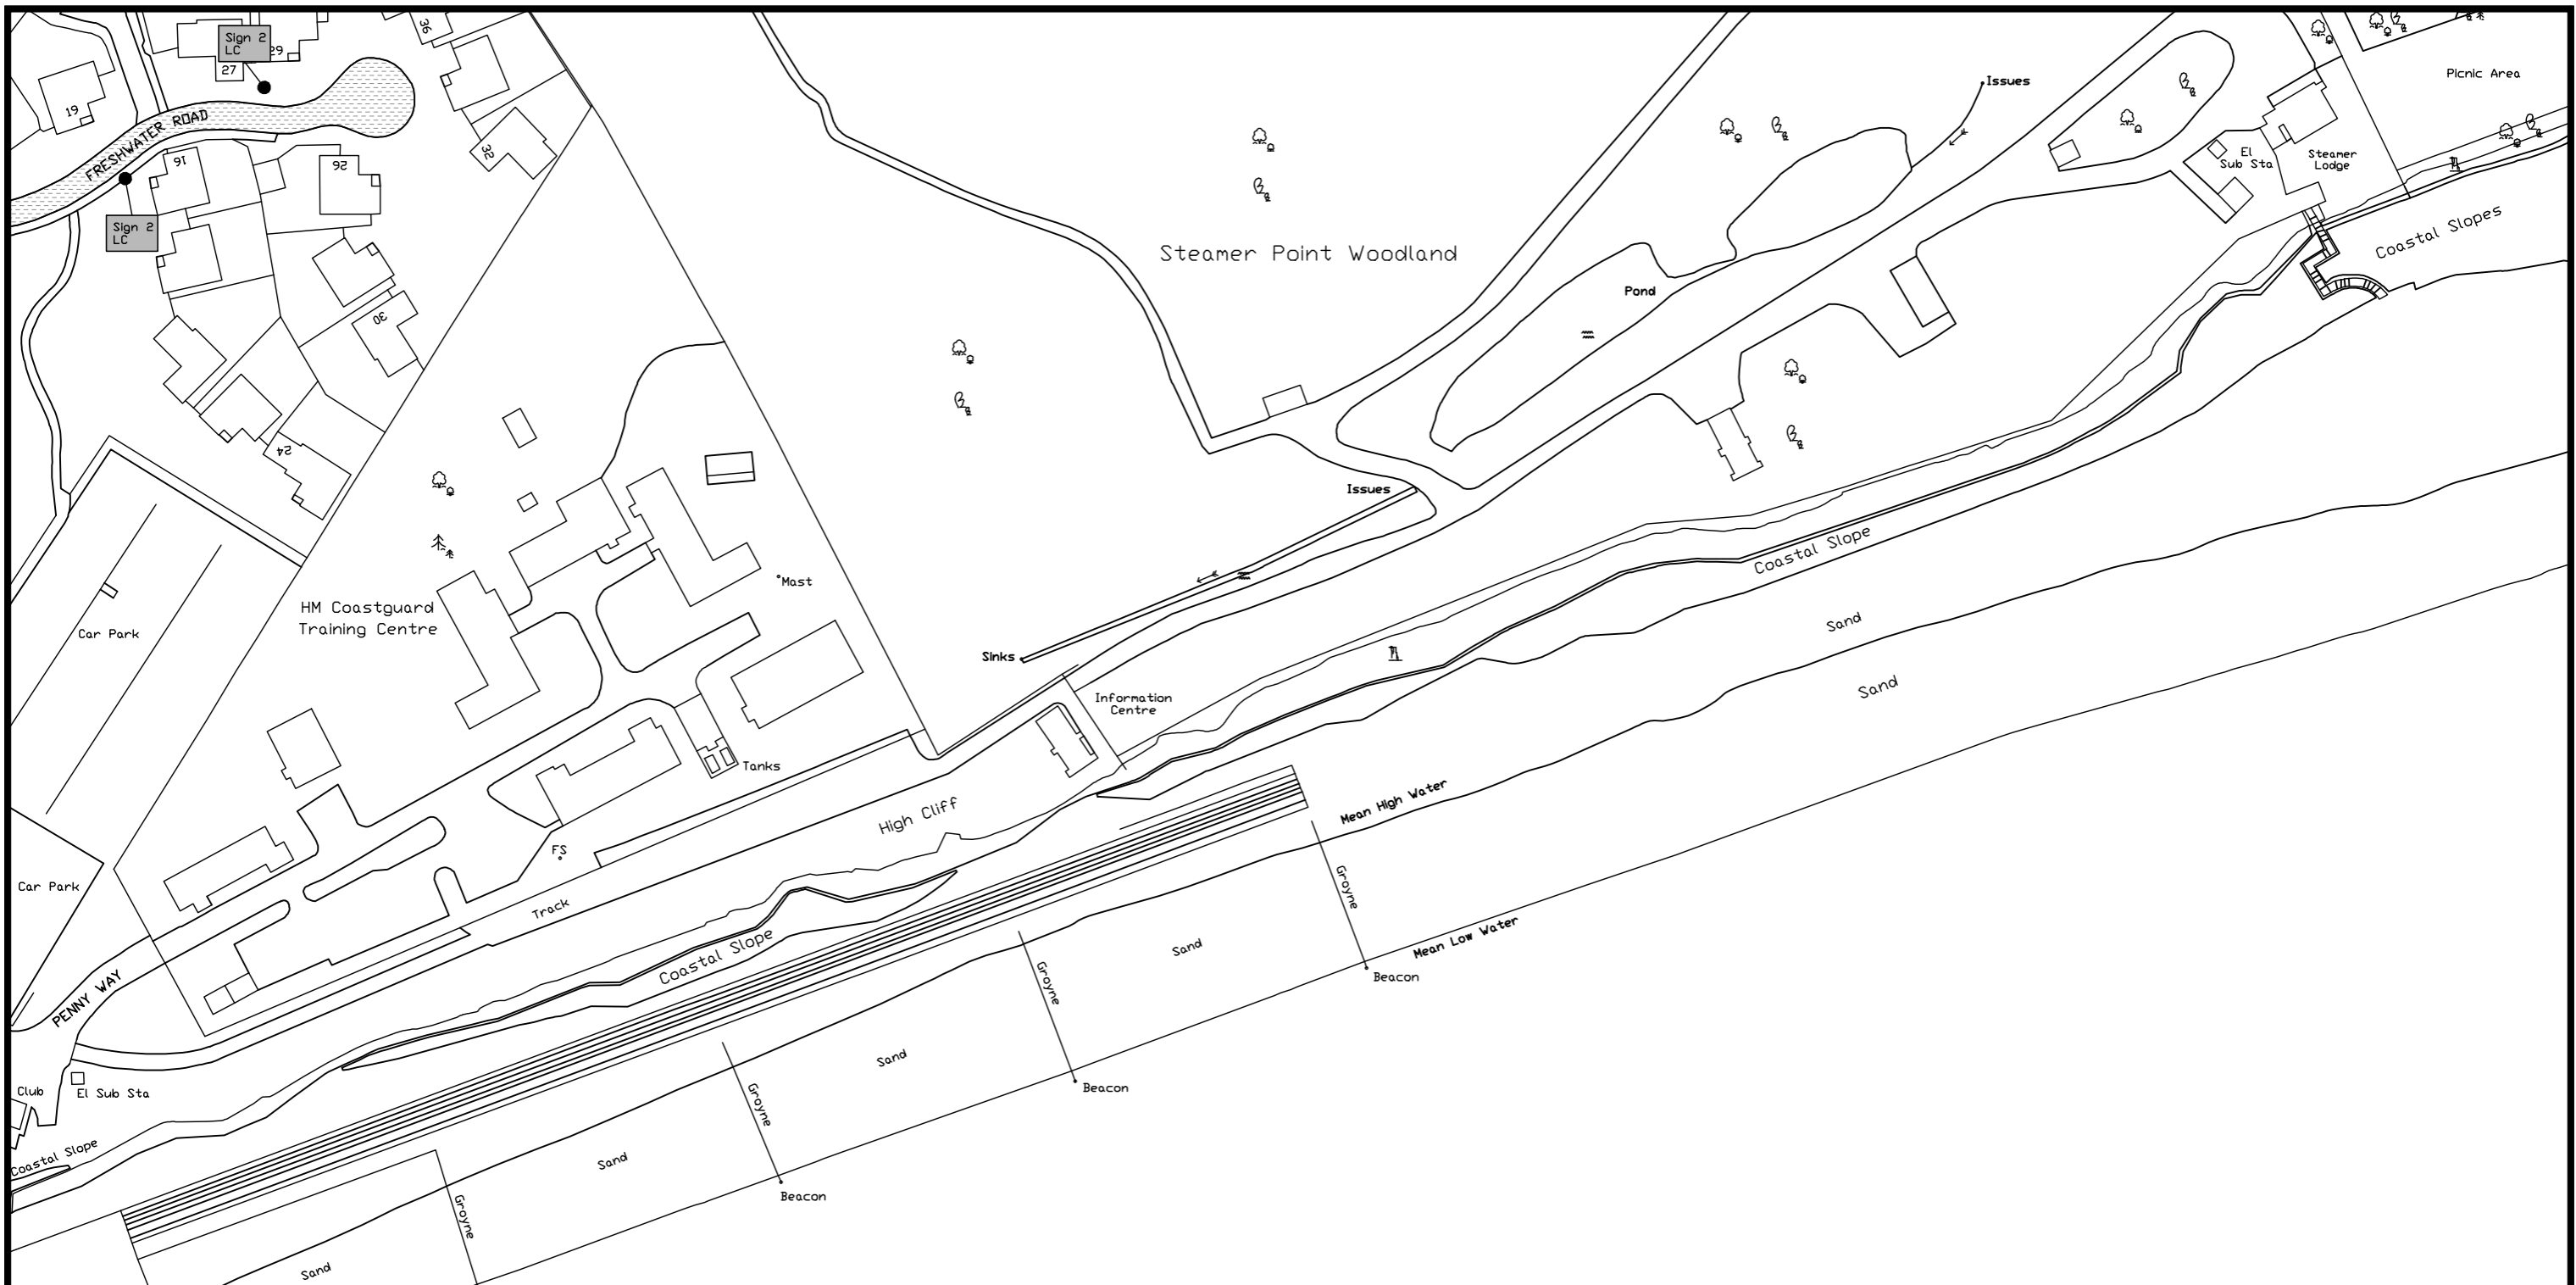 Sign 2
LC
29
27
36
19
FRESHWATER ROAD
16
26
32
Sign 2
LC
30
24
Steamer Point Woodland
Issues
Pond
El
Sub Sta
Steamer
Lodge
Picnic Area
Coastal Slopes
Issues
Coastal Slope
Sand
Sand
HM Coastguard
Training Centre
Mast
Car Park
Sinks
Information
Centre
Tanks
High Cliff
FS
Track
Car Park
PENNY WAY
Coastal Slope
Mean High Water
Groyne
Mean Low Water
Beacon
Sand
Groyne
Beacon
Sand
Groyne
Beacon
Sand
Groyne
Sand
Club
El Sub Sta
Coastal Slope